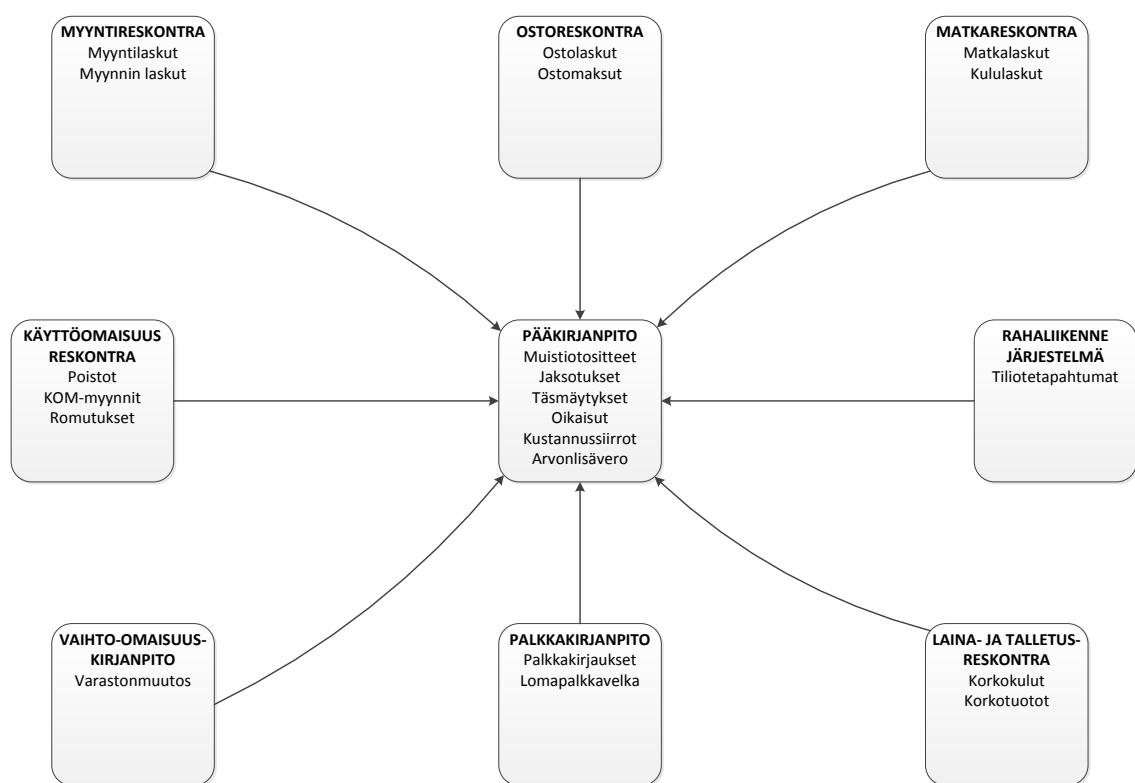 MYYNTIRESKONTRA
Myyntilaskut
Myynnin laskut
OSTORESKONTRA
Ostolaskut
Ostomaksut
MATKARESKONTRA
Matkalaskut
Kululaskut
KÄYTTÖOMAISUUS
RESKONTRA
Poistot
KOM-myynnit
Romutukset
PÄÄKIRJANPITO
Muistiotositteet
Jaksotukset
Täsmäytykset
Oikaisut
Kustannussiirrot
Arvonlisävero
RAHALIIKENNE
JÄRJESTELMÄ
Tiliotetapahtumat
VAIHTO-OMAISUUS-
KIRJANPITO
Varastonmuutos
PALKKAKIRJANPITO
Palkkakirjaukset
Lomapalkkavelka
LAINA- JA TALLETUS-
RESKONTRA
Korkokulut
Korkotuotot